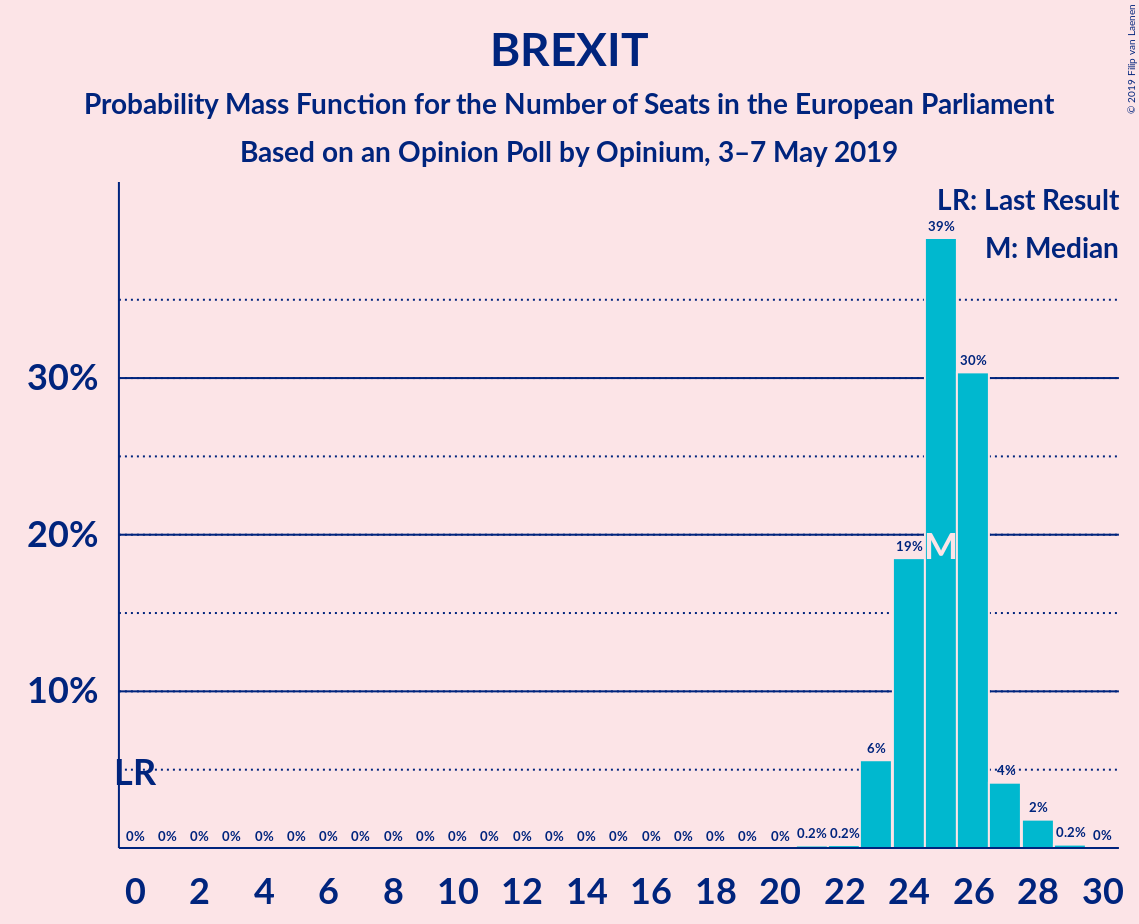 BREXIT
Probability Mass Function for the Number of Seats in the European Parliament
Based on an Opinion Poll by Opinium, 3–7 May 2019
© 2019 Filip van Laenen
LR: Last Result
M: Median
30%
20%
10%
LR
M
0% 0% 0% 0% 0% 0% 0% 0% 0% 0% 0% 0% 0% 0% 0% 0% 0% 0% 0% 0% 0% 0.2% 0.2% 6% 19% 39% 30% 4% 2% 0.2% 0%
0 2 4 6 8 10 12 14 16 18 20 22 24 26 28 30